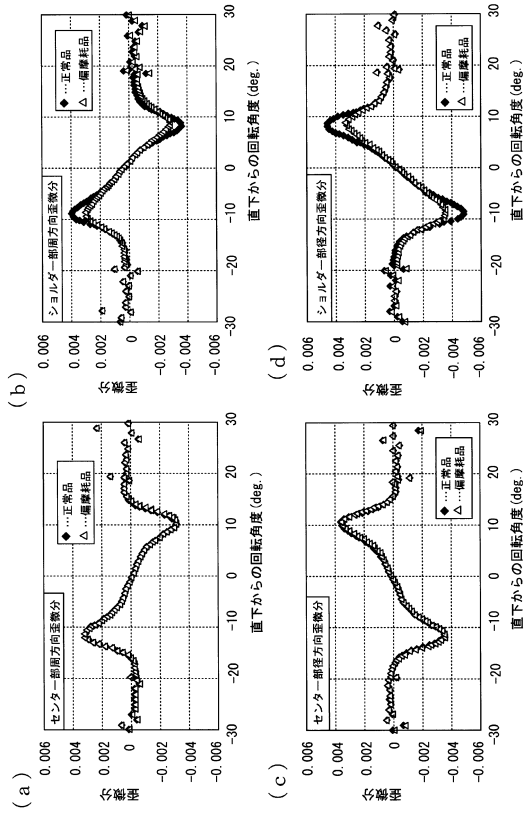 (a)
センター部周方向歪微分
◆…正常品
△…偏摩耗品
歪微分
0.006
0.004
0.002
0
-0.002
-0.004
-0.006
-30
-20
-10
0
10
20
30
直下からの回転角度(deg.)
(b)
ショルダー部周方向歪微分
◆…正常品
△…偏摩耗品
歪微分
0.006
0.004
0.002
0
-0.002
-0.004
-0.006
-30
-20
-10
0
10
20
30
直下からの回転角度(deg.)
(c)
センター部径方向歪微分
◆…正常品
△…偏摩耗品
歪微分
0.006
0.004
0.002
0
-0.002
-0.004
-0.006
-30
-20
-10
0
10
20
30
直下からの回転角度(deg.)
(d)
ショルダー部径方向歪微分
◆…正常品
△…偏摩耗品
歪微分
0.006
0.004
0.002
0
-0.002
-0.004
-0.006
-30
-20
-10
0
10
20
30
直下からの回転角度(deg.)